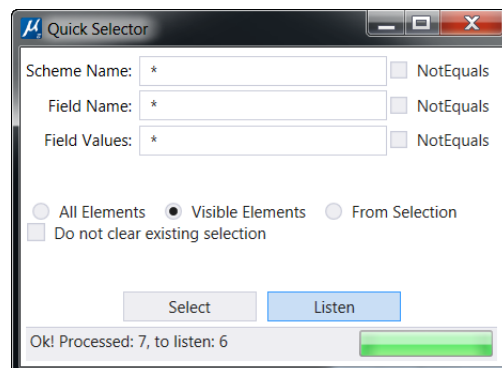 Quick Selector
Scheme Name: * NotEquals
Field Name: * NotEquals
Field Values: * NotEquals
All Elements Visible Elements From Selection
Do not clear existing selection
Select Listen
Ok! Processed: 7, to listen: 6